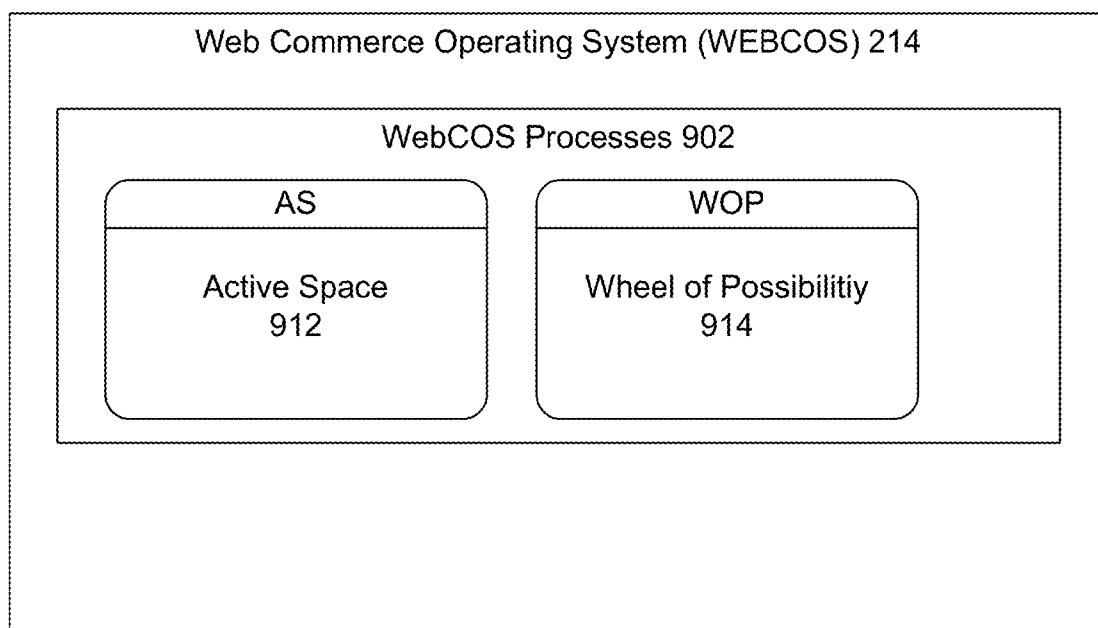 Web Commerce Operating System (WEBCOS) 214
WebCOS Processes 902
AS
Active Space
912
WOP
Wheel of Possibilitiy
914